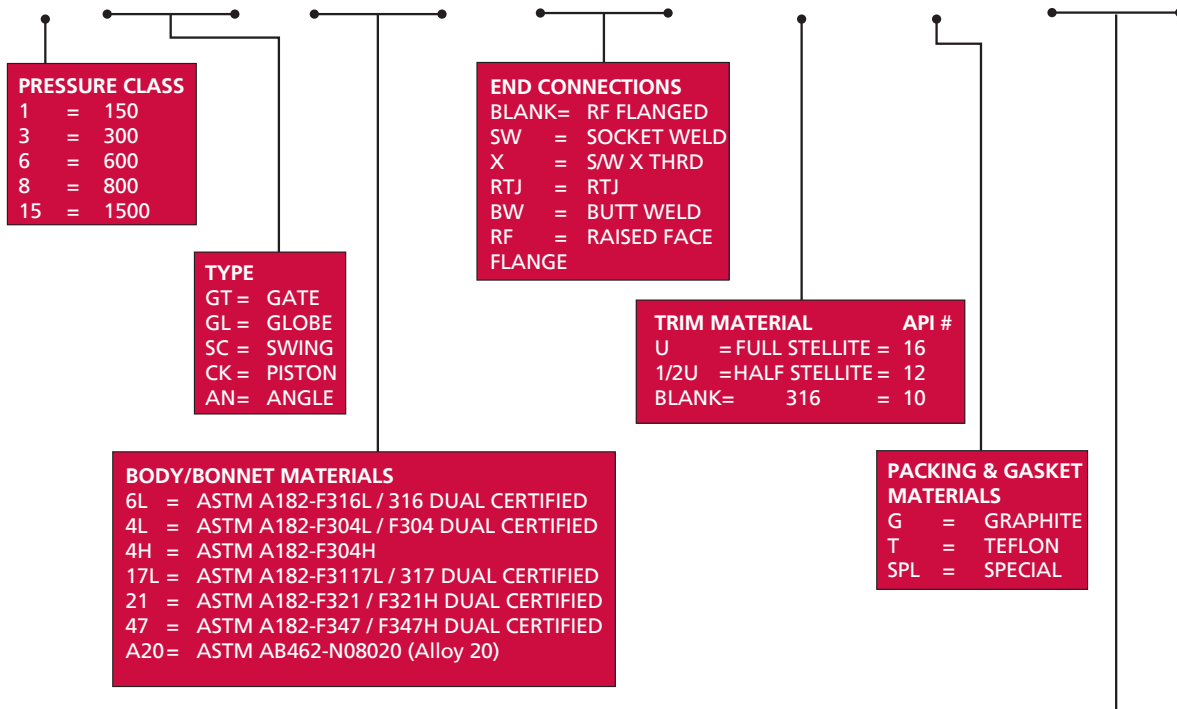 PRESSURE CLASS
1 = 150
3 = 300
6 = 600
8 = 800
15 = 1500
TYPE
GT = GATE
GL = GLOBE
SC = SWING
CK = PISTON
AN= ANGLE
BODY/BONNET MATERIALS
6L = ASTM A182-F316L / 316 DUAL CERTIFIED
4L = ASTM A182-F304L / F304 DUAL CERTIFIED
4H = ASTM A182-F304H
17L = ASTM A182-F3117L / 317 DUAL CERTIFIED
21 = ASTM A182-F321 / F321H DUAL CERTIFIED
47 = ASTM A182-F347 / F347H DUAL CERTIFIED
A20= ASTM AB462-N08020 (Alloy 20)
END CONNECTIONS
BLANK= RF FLANGED
SW = SOCKET WELD
X = S/W X THRD
RTJ = RTJ
BW = BUTT WELD
RF = RAISED FACE
FLANGE
TRIM MATERIAL API #
U =FULL STELLITE = 16
1/2U =HALF STELLITE = 12
BLANK= 316 = 10
PACKING & GASKET
MATERIALS
G = GRAPHITE
T = TEFLON
SPL = SPECIAL